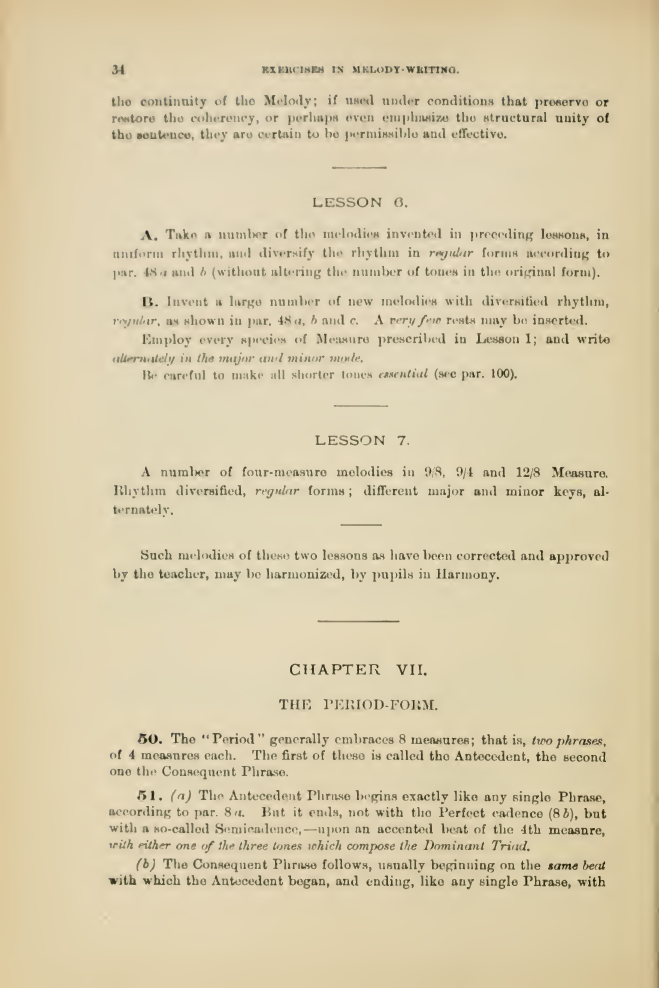 34
EXERCISES IN MELODY-WRITING.
the continuity of the Melody; if used under conditions that preserve or
restore the coherency, or perhaps even emphasize the structural unity of
the sentence, they are certain to be permissible and effective.
LESSON 6.
A. Take a number of the melodies invented in preceding lessons, in
uniform rhythm, and diversify the rhythm in regular forms according to
par. 48 a and b (without altering the number of tones in the original form).
B. Invent a large number of new melodies with diversified rhythm,
regular, as shown in par. 48 a, b and c. A very few rests may be inserted.
Employ every species of Measure prescribed in Lesson 1; and write
alternately in the major and minor mode.
Be careful to make all shorter tones essential (see par. 100).
LESSON 7.
A number of four-measure melodies in 9/8, 9/4 and 12/8 Measure.
Rhythm diversified, regular forms; different major and minor keys, al-
ternately.
Such melodies of these two lessons as have been corrected and approved
by the teacher, may be harmonized, by pupils in Harmony.
CHAPTER VII.
THE PERIOD-FORM.
50. The "Period" generally embraces 8 measures; that is, two phrases,
of 4 measures each. The first of these is called the Antecedent, the second
one the Consequent Phrase.
51. (a) The Antecedent Phrase begins exactly like any single Phrase,
according to par. 8 a. But it ends, not with the Perfect cadence (8 b), but
with a so-called Semicadence,—upon an accented beat of the 4th measure,
with either one of the three tones which compose the Dominant Triad.
(b) The Consequent Phrase follows, usually beginning on the same beat
with which the Antecedent began, and ending, like any single Phrase, with